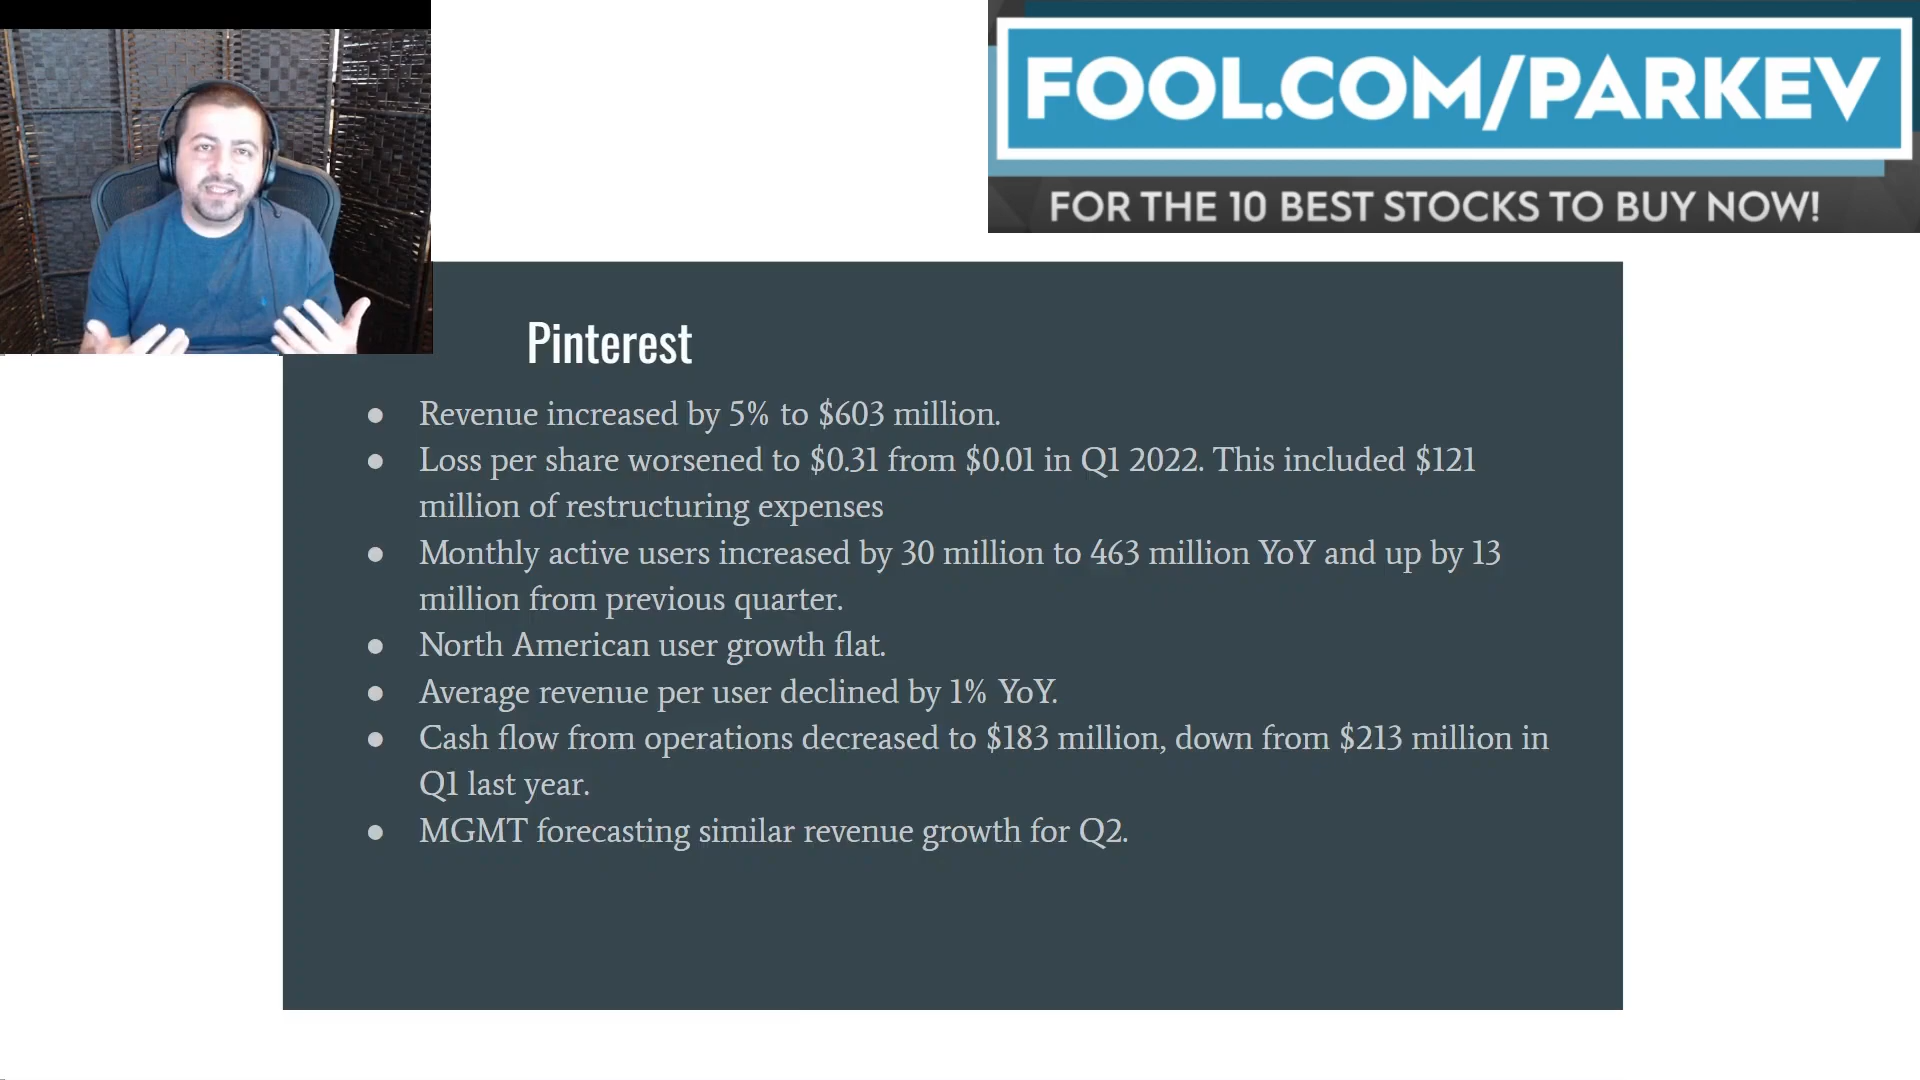 FOOL.COM/PARKEV
FOR THE 10 BEST STOCKS TO BUY NOW!
Pinterest
● Revenue increased by 5% to $603 million.
● Loss per share worsened to $0.31 from $0.01 in Q1 2022. This included $121
million of restructuring expenses
● Monthly active users increased by 30 million to 463 million YoY and up by 13
million from previous quarter.
● North American user growth flat.
● Average revenue per user declined by 1% YoY.
● Cash flow from operations decreased to $183 million, down from $213 million in
Q1 last year.
● MGMT forecasting similar revenue growth for Q2.